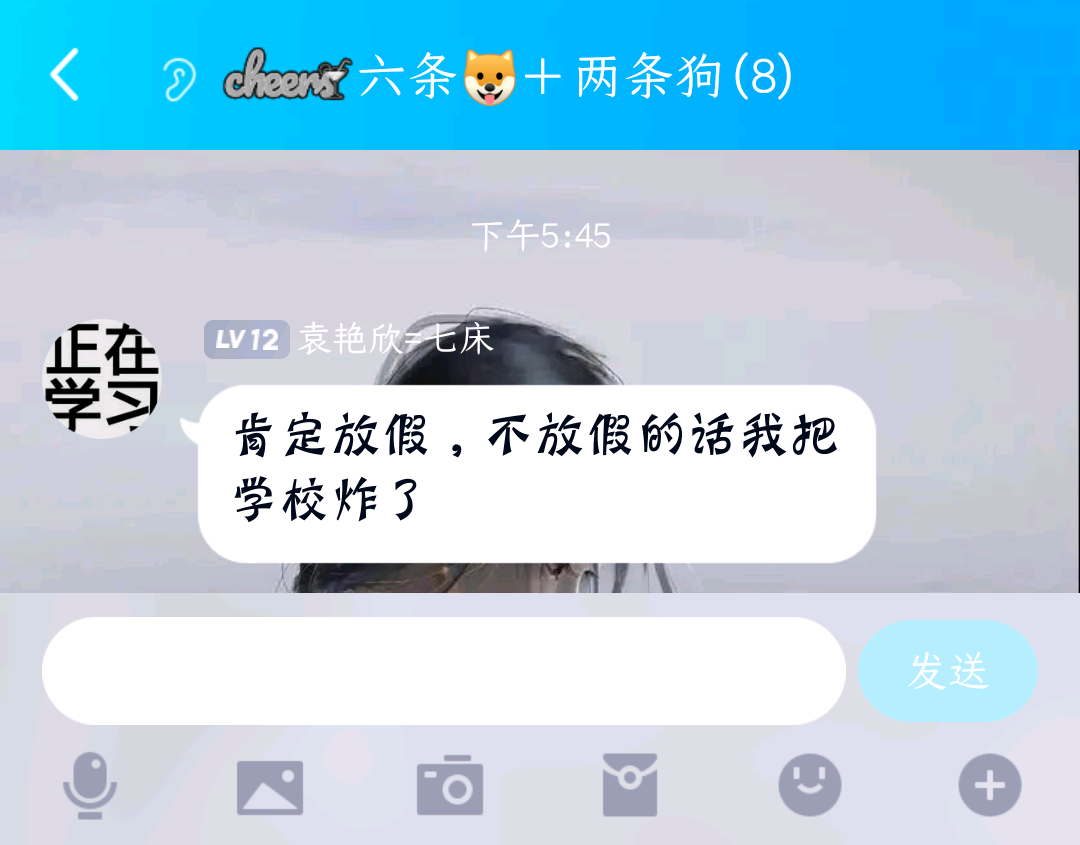 cheers 六条🐶＋两条狗(8)
下午5:45
正在
学习
LV12 袁艳欣=七床
肯定放假，不放假的话我把
学校炸了
发送